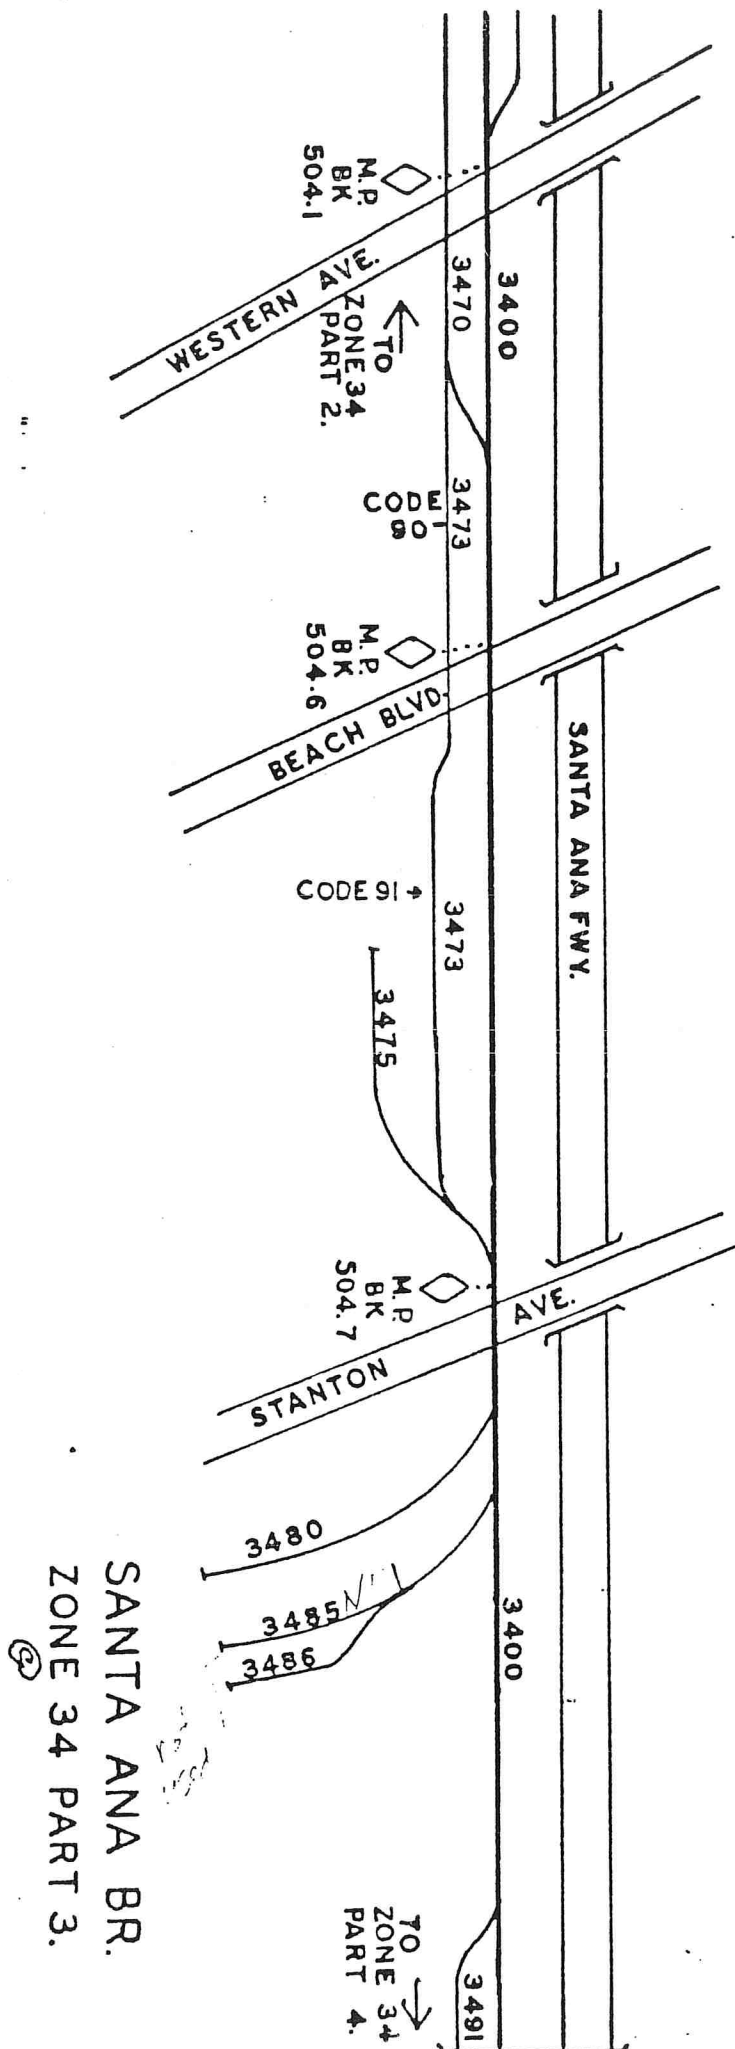 M.P.
BK
504.1
WESTERN AVE.
TO
ZONE 34
PART 2.
3470
3400
3473
CODE
90
M.P.
BK
504.6
BEACH BLVD.
SANTA ANA FWY.
CODE 91
3473
3475
M.P.
BK
504.7
STANTON
AVE.
3480
3485
3486
3400
TO
ZONE 34
PART 4.
3491
SANTA ANA BR.
ZONE 34 PART 3.